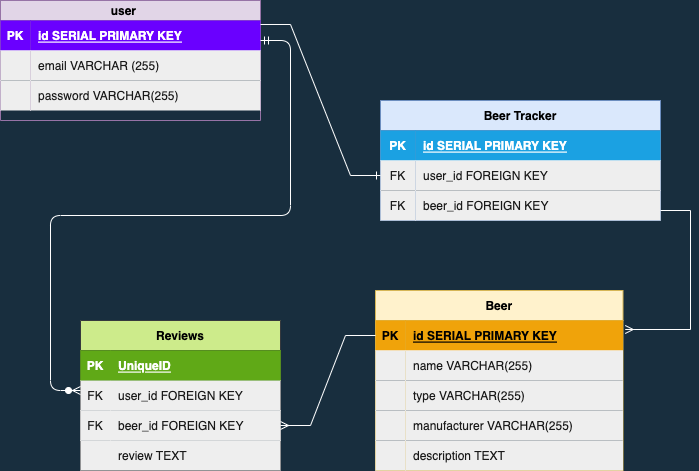 user
PK id SERIAL PRIMARY KEY
email VARCHAR (255)
password VARCHAR(255)
Beer Tracker
PK id SERIAL PRIMARY KEY
FK user_id FOREIGN KEY
FK beer_id FOREIGN KEY
Reviews
PK UniqueID
FK user_id FOREIGN KEY
FK beer_id FOREIGN KEY
review TEXT
Beer
PK id SERIAL PRIMARY KEY
name VARCHAR(255)
type VARCHAR(255)
manufacturer VARCHAR(255)
description TEXT